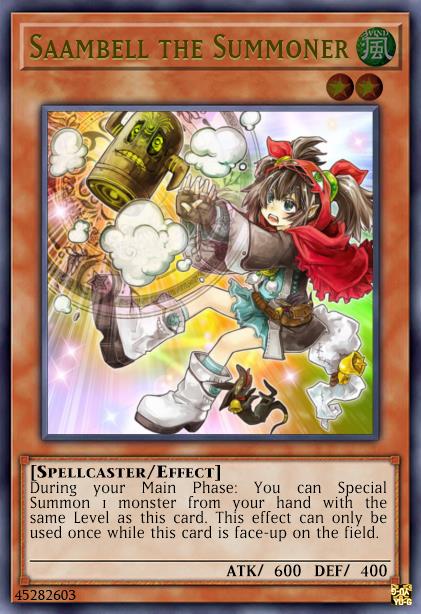 Saambell the Summoner
WIND
風
[Spellcaster/Effect]
During your Main Phase: You can Special
Summon 1 monster from your hand with the
same Level as this card. This effect can only be
used once while this card is face-up on the field.
ATK/ 600 DEF/ 400
45282603